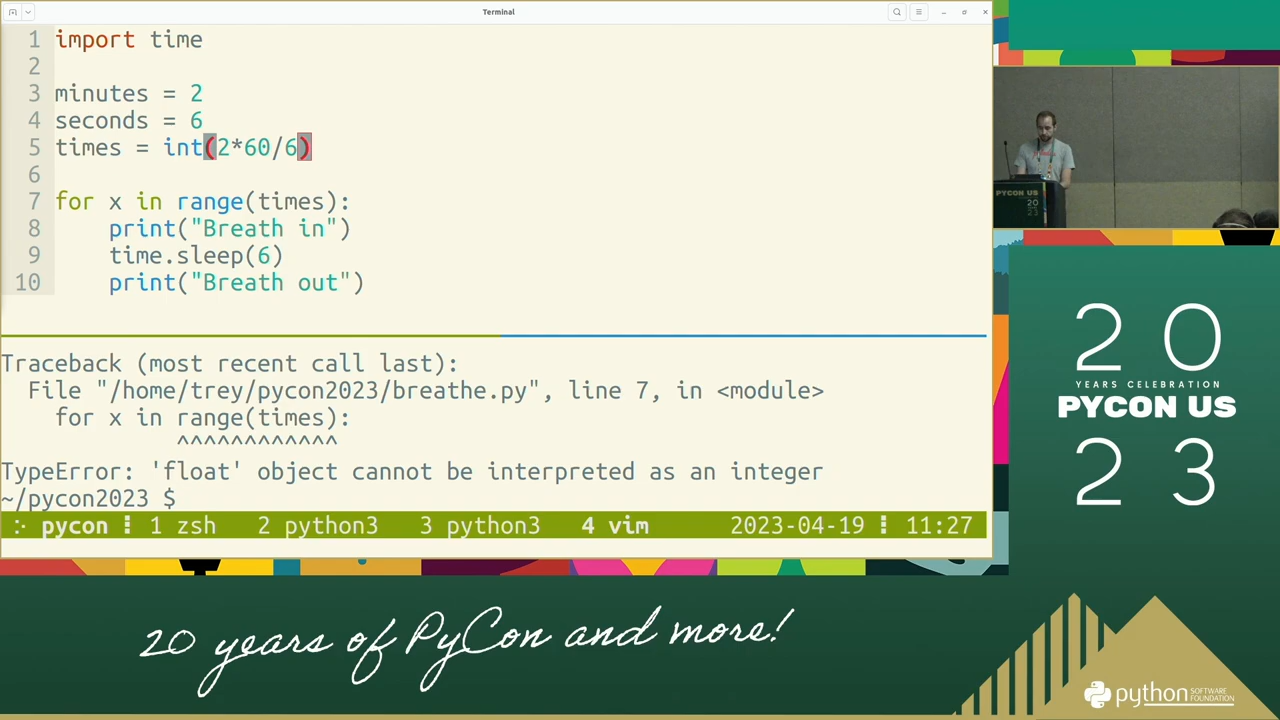 Terminal
1 import time
2
3 minutes = 2
4 seconds = 6
5 times = int(2*60/6)
6
7 for x in range(times):
8     print("Breath in")
9     time.sleep(6)
10     print("Breath out")
Traceback (most recent call last):
  File "/home/trey/pycon2023/breathe.py", line 7, in <module>
    for x in range(times):
             ^^^^^^^^^^^^
TypeError: 'float' object cannot be interpreted as an integer
~/pycon2023 $
pycon 1 zsh 2 python3 3 python3 4 vim 2023-04-19 11:27
PYCON US
20
23
20
YEARS CELEBRATION
PYCON US
23
20 years of PyCon and more!
python SOFTWARE FOUNDATION